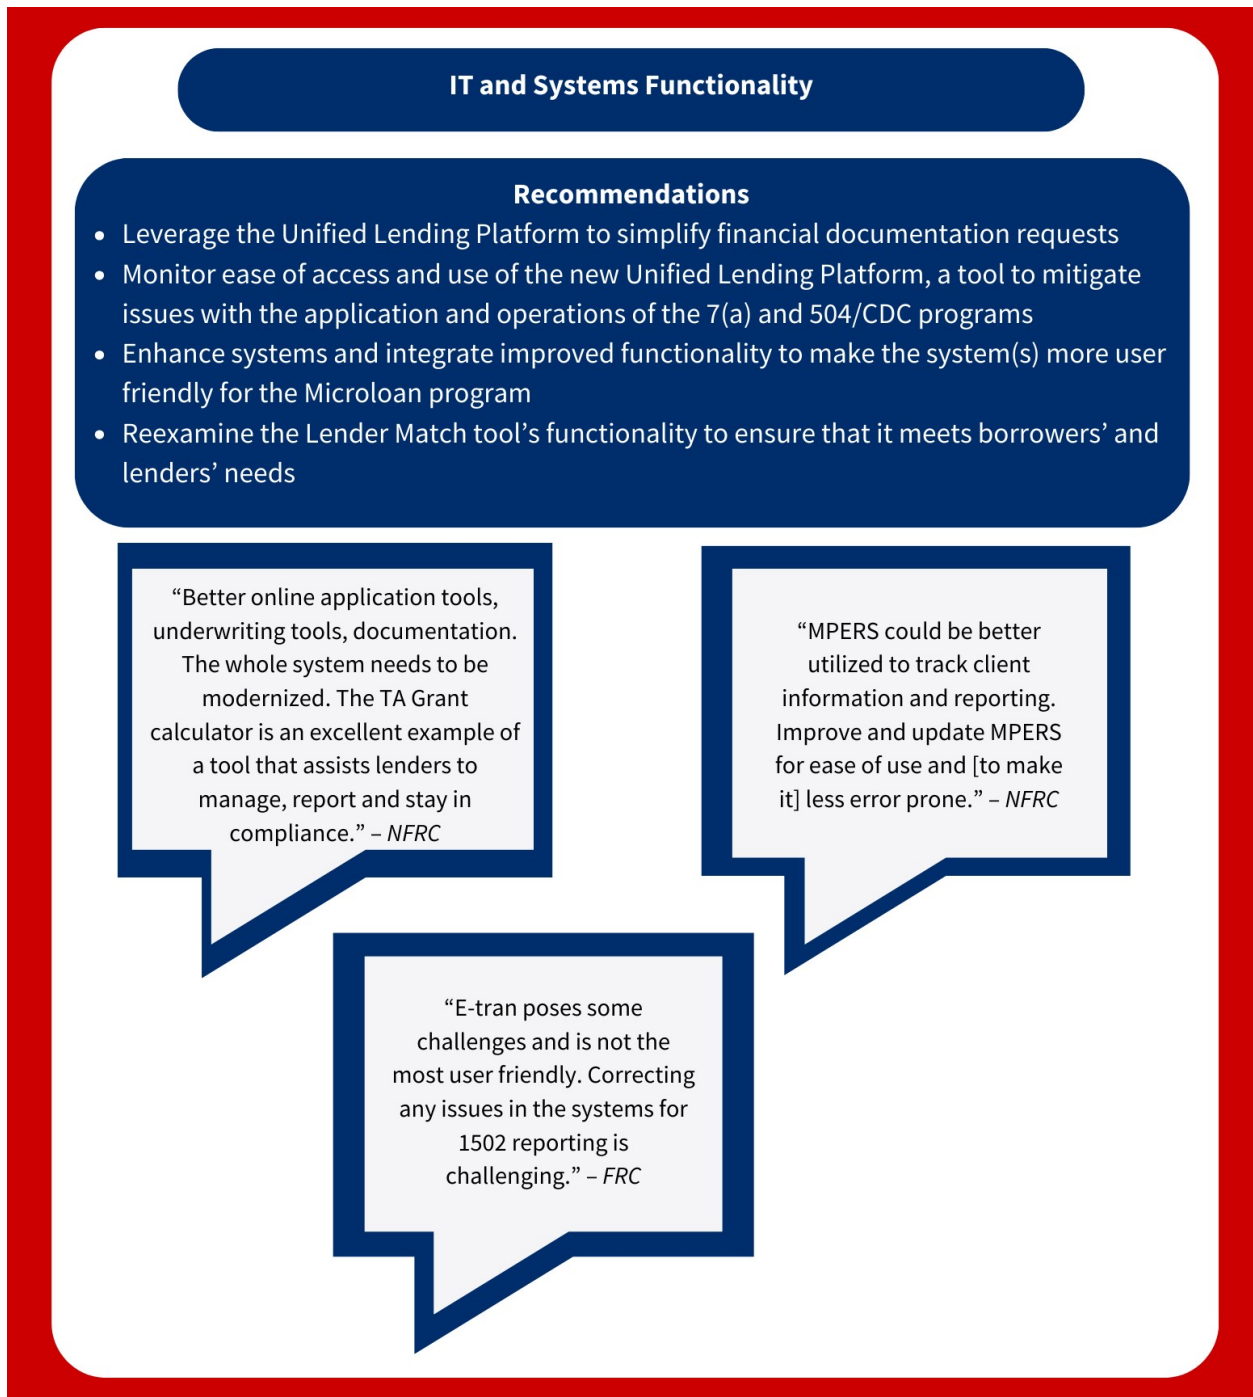 IT and Systems Functionality
Recommendations
• Leverage the Unified Lending Platform to simplify financial documentation requests
• Monitor ease of access and use of the new Unified Lending Platform, a tool to mitigate
issues with the application and operations of the 7(a) and 504/CDC programs
• Enhance systems and integrate improved functionality to make the system(s) more user
friendly for the Microloan program
• Reexamine the Lender Match tool’s functionality to ensure that it meets borrowers’ and
lenders’ needs
“Better online application tools,
underwriting tools, documentation.
The whole system needs to be
modernized. The TA Grant
calculator is an excellent example of
a tool that assists lenders to
manage, report and stay in
compliance.” – NFRC
“MPERS could be better
utilized to track client
information and reporting.
Improve and update MPERS
for ease of use and [to make
it] less error prone.” – NFRC
“E-tran poses some
challenges and is not the
most user friendly. Correcting
any issues in the systems for
1502 reporting is
challenging.” – FRC